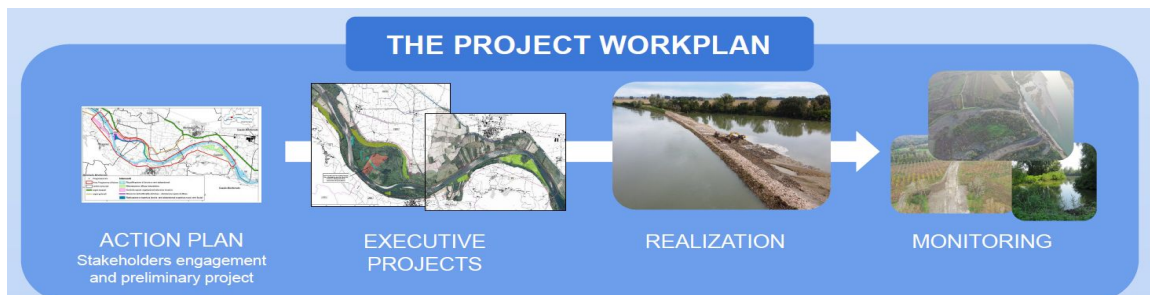 THE PROJECT WORKPLAN
ACTION PLAN
Stakeholders engagement
and preliminary project
EXECUTIVE
PROJECTS
REALIZATION
MONITORING